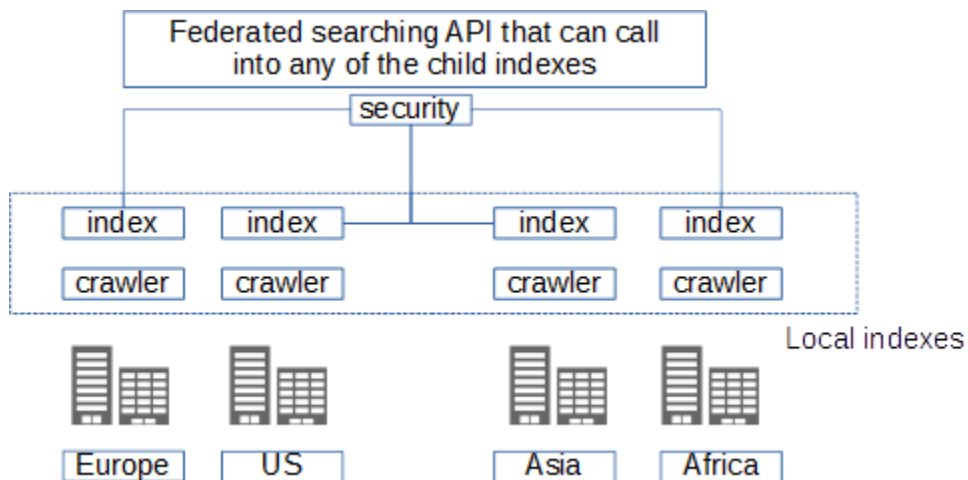 Federated searching API that can call
into any of the child indexes
security
index index index index
crawler crawler crawler crawler
Local indexes
Europe US Asia Africa